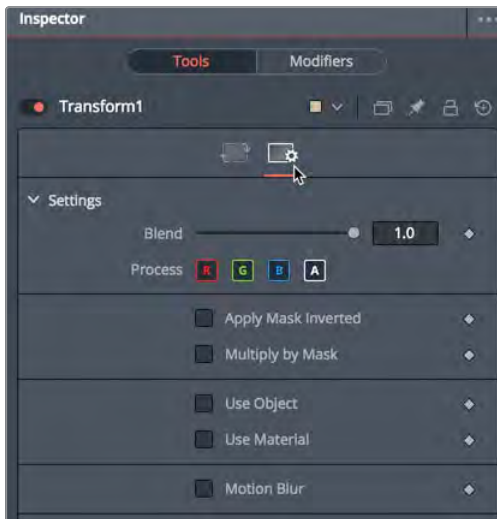 Inspector
Tools Modifiers
Transform1
Settings
Blend 1.0
Process R G B A
Apply Mask Inverted
Multiply by Mask
Use Object
Use Material
Motion Blur